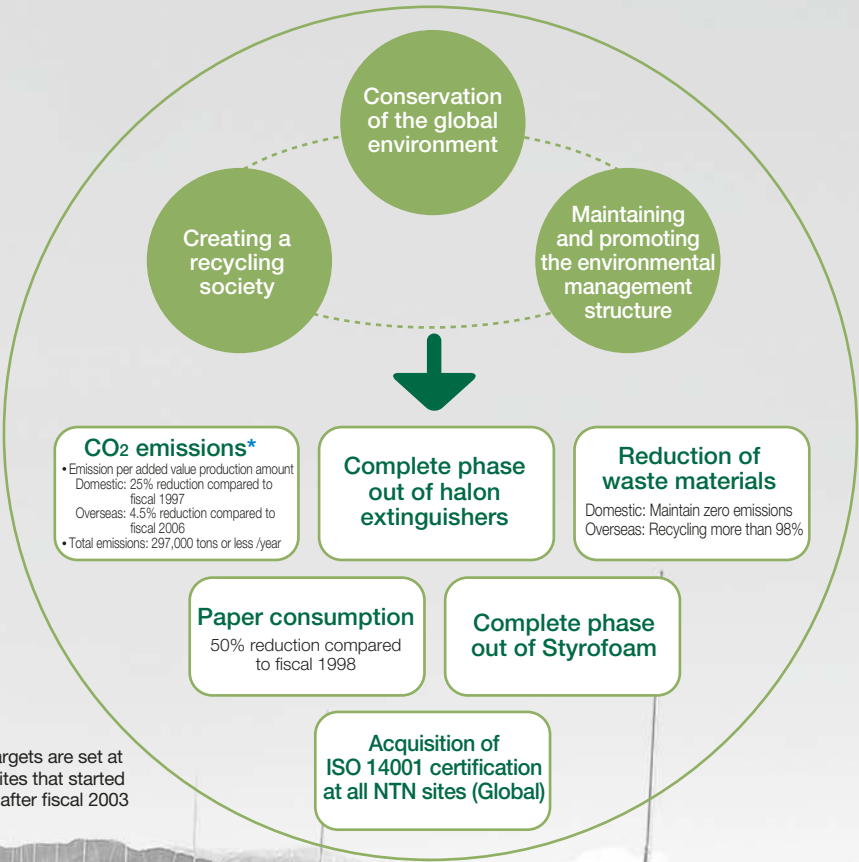 Conservation
of the global
environment
Creating a
recycling
society
Maintaining
and promoting
the environmental
management
structure
CO2 emissions*
• Emission per added value production amount
Domestic: 25% reduction compared to
fiscal 1997
Overseas: 4.5% reduction compared to
fiscal 2006
• Total emissions: 297,000 tons or less /year
Complete phase
out of halon
extinguishers
Reduction of
waste materials
Domestic: Maintain zero emissions
Overseas: Recycling more than 98%
Paper consumption
50% reduction compared
to fiscal 1998
Complete phase
out of Styrofoam
Acquisition of
ISO 14001 certification
at all NTN sites (Global)
argets are set at
ites that started
after fiscal 2003